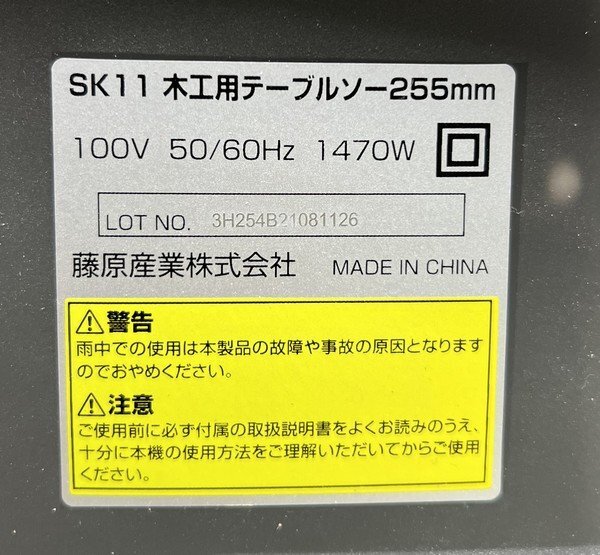 SK11 木工用テーブルソー255mm
100V 50/60Hz 1470W
LOT NO. 3H254B21081126
藤原産業株式会社 MADE IN CHINA
警告
雨中での使用は本製品の故障や事故の原因となります
のでおやめください。
注意
ご使用前に必ず付属の取扱説明書をよくお読みのうえ、
十分に本機の使用方法をご理解いただいてからご使用
ください。